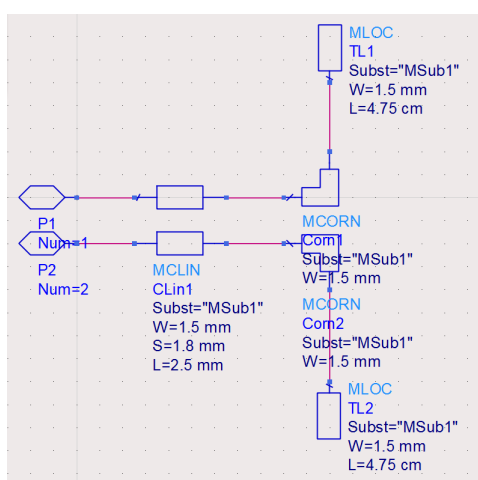 MLOC
TL1
Subst="MSub1"
W=1.5 mm
L=4.75 cm
P1
Num=1
P2
Num=2
MCLIN
CLin1
Subst="MSub1"
W=1.5 mm
S=1.8 mm
L=2.5 mm
MCORN
Corn1
Subst="MSub1"
W=1.5 mm
MCORN
Corn2
Subst="MSub1"
W=1.5 mm
MLOC
TL2
Subst="MSub1"
W=1.5 mm
L=4.75 cm